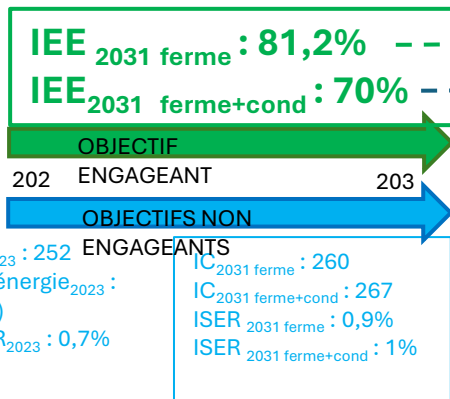 IEE 2031 ferme : 81,2%
IEE2031 ferme+cond : 70%
OBJECTIF
ENGAGEANT
202
203
OBJECTIFS NON
ENGAGEANTS
23 : 252
énergie2023 :
)
R2023 : 0,7%
IC2031 ferme : 260
IC2031 ferme+cond : 267
ISER 2031 ferme : 0,9%
ISER 2031 ferme+cond : 1%